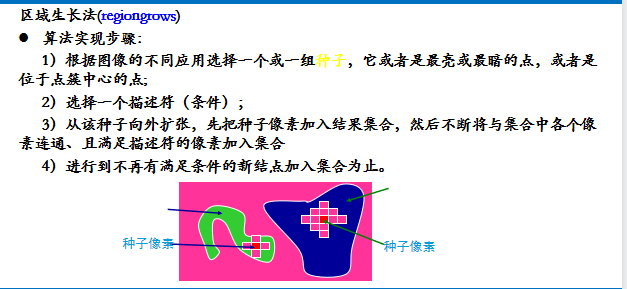 区域生长法(regiongrows)
● 算法实现步骤：
1）根据图像的不同应用选择一个或一组种子，它或者是最亮或最暗的点，或者是
位于点簇中心的点；
2）选择一个描述符（条件）；
3）从该种子向外扩张，先把种子像素加入结果集合，然后不断将与集合中各个像
素连通、且满足描述符的像素加入集合
4）进行到不再有满足条件的新结点加入集合为止。
种子像素
种子像素